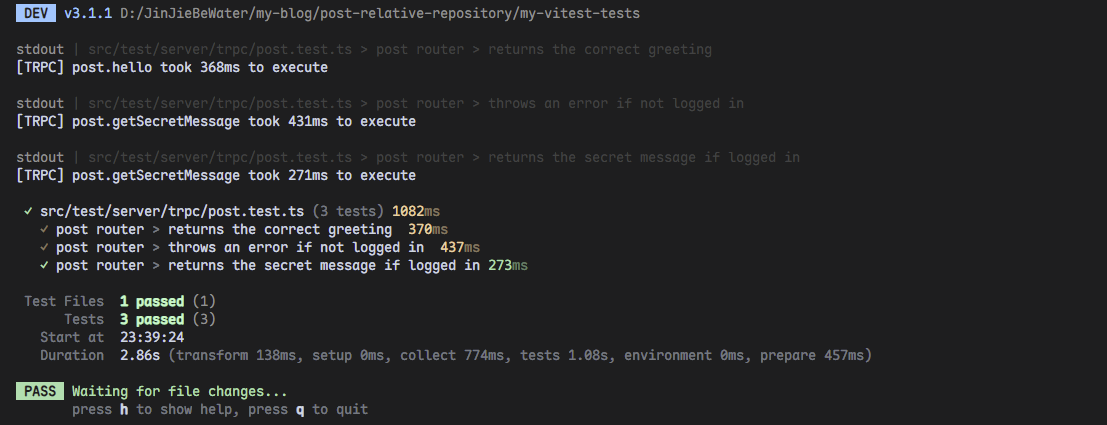 DEV v3.1.1 D:/JinJieBeWater/my-blog/post-relative-repository/my-vitest-tests
stdout | src/test/server/trpc/post.test.ts > post router > returns the correct greeting
[TRPC] post.hello took 368ms to execute
stdout | src/test/server/trpc/post.test.ts > post router > throws an error if not logged in
[TRPC] post.getSecretMessage took 431ms to execute
stdout | src/test/server/trpc/post.test.ts > post router > returns the secret message if logged in
[TRPC] post.getSecretMessage took 271ms to execute
✓ src/test/server/trpc/post.test.ts (3 tests) 1082ms
✓ post router > returns the correct greeting 370ms
✓ post router > throws an error if not logged in 437ms
✓ post router > returns the secret message if logged in 273ms
Test Files 1 passed (1)
Tests 3 passed (3)
Start at 23:39:24
Duration 2.86s (transform 138ms, setup 0ms, collect 774ms, tests 1.08s, environment 0ms, prepare 457ms)
PASS Waiting for file changes...
press h to show help, press q to quit